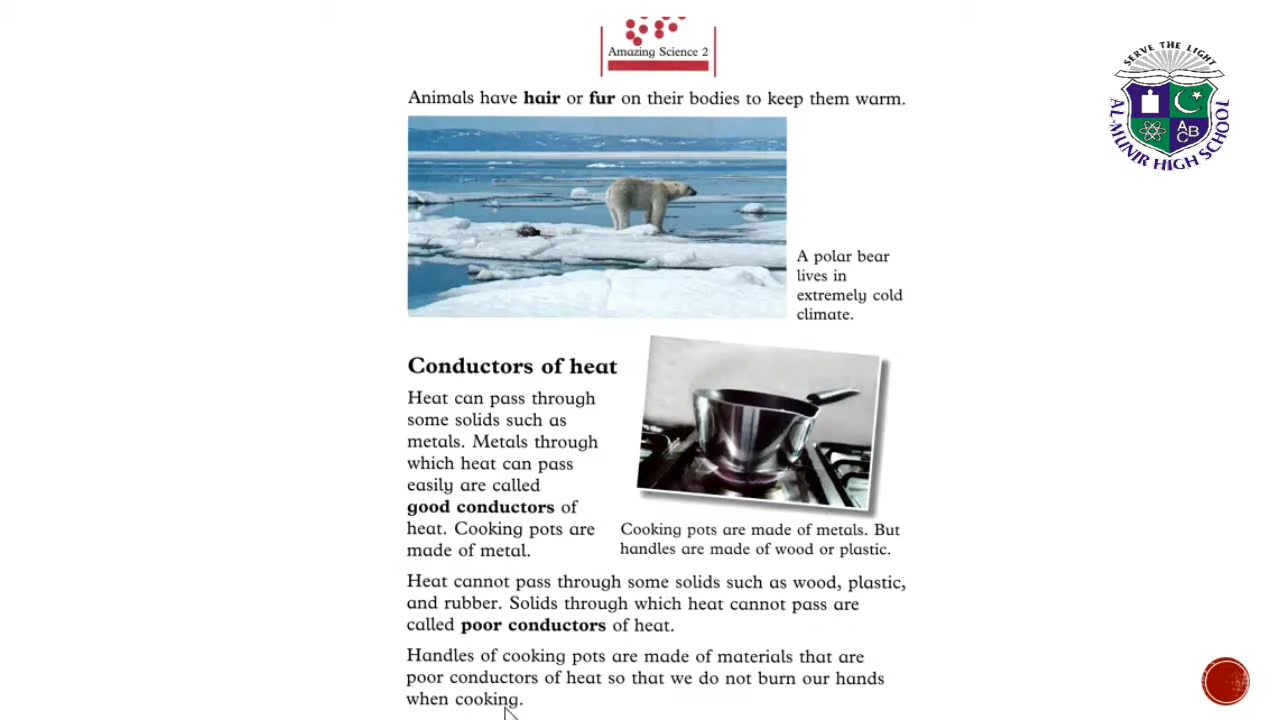 Amazing Science 2
SERVE THE LIGHT
AL-MUNIR HIGH SCHOOL
A B C
Animals have hair or fur on their bodies to keep them warm.
A polar bear
lives in
extremely cold
climate.
Conductors of heat
Heat can pass through
some solids such as
metals. Metals through
which heat can pass
easily are called
good conductors of
heat. Cooking pots are
made of metal.
Cooking pots are made of metals. But
handles are made of wood or plastic.
Heat cannot pass through some solids such as wood, plastic,
and rubber. Solids through which heat cannot pass are
called poor conductors of heat.
Handles of cooking pots are made of materials that are
poor conductors of heat so that we do not burn our hands
when cooking.